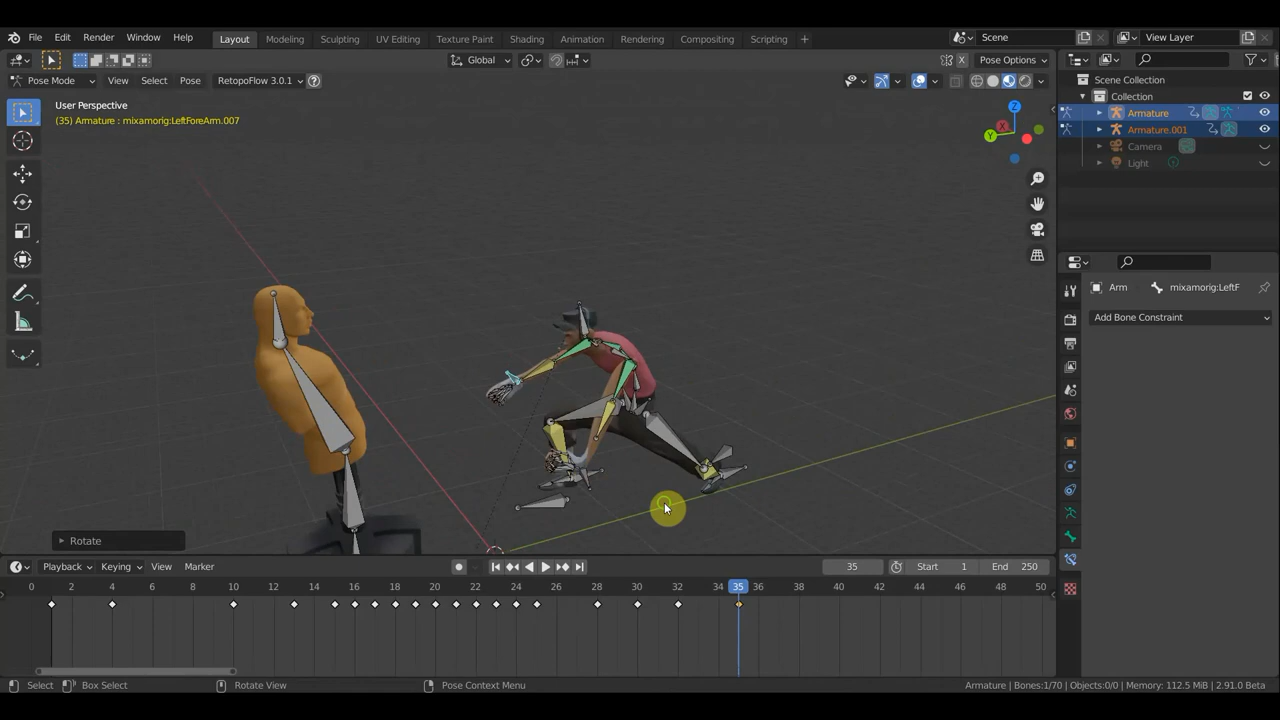 File Edit Render Window Help Layout Modeling Sculpting UV Editing Texture Paint Shading Animation Rendering Compositing Scripting + Scene View Layer
Global Pose Options
Pose Mode View Select Pose RetopoFlow 3.0.1 ?
User Perspective
(35) Armature : mixamorig:LeftForeArm.007
X
Y
Z
Scene Collection
Collection
Armature
Armature.001
Camera
Light
Arm mixamorig:LeftF
Add Bone Constraint
Rotate
Playback Keying View Marker 35 Start 1 End 250
0 2 4 6 8 10 12 14 16 18 20 22 24 26 28 30 32 34 35 36 38 40 42 44 46 48 50
Select Box Select Rotate View Pose Context Menu Armature | Bones:1/70 | Objects:0/0 | Memory: 112.5 MiB | 2.91.0 Beta